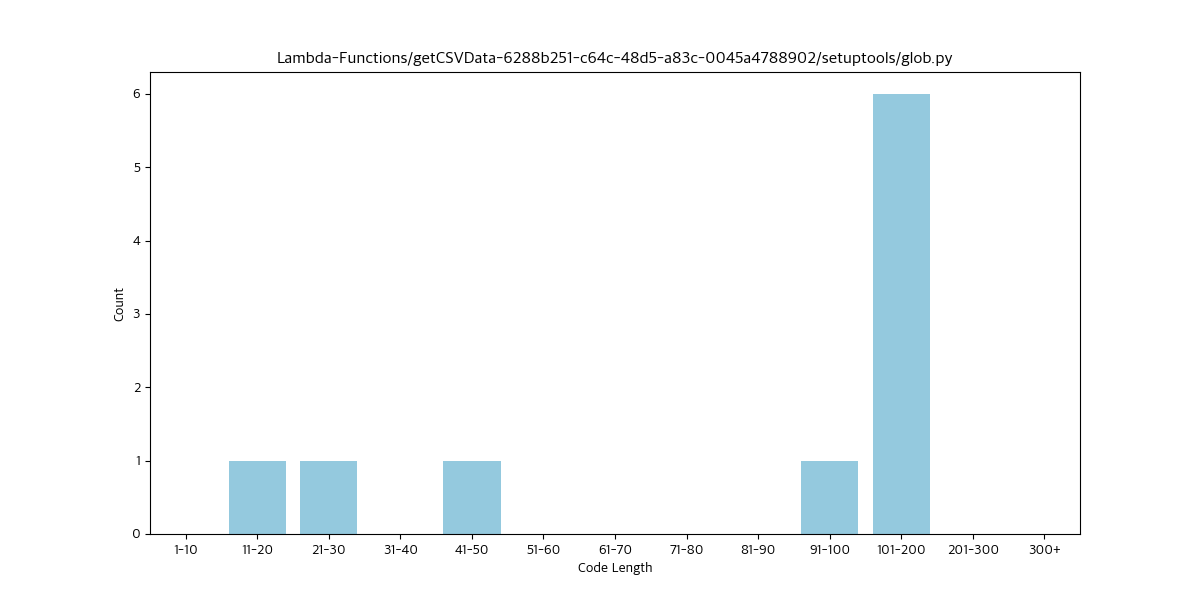 Lambda-Functions/getCSVData-6288b251-c64c-48d5-a83c-0045a4788902/setuptools/glob.py
6
5
4
3
2
1
0
Count
1-10 11-20 21-30 31-40 41-50 51-60 61-70 71-80 81-90 91-100 101-200 201-300 300+
Code Length